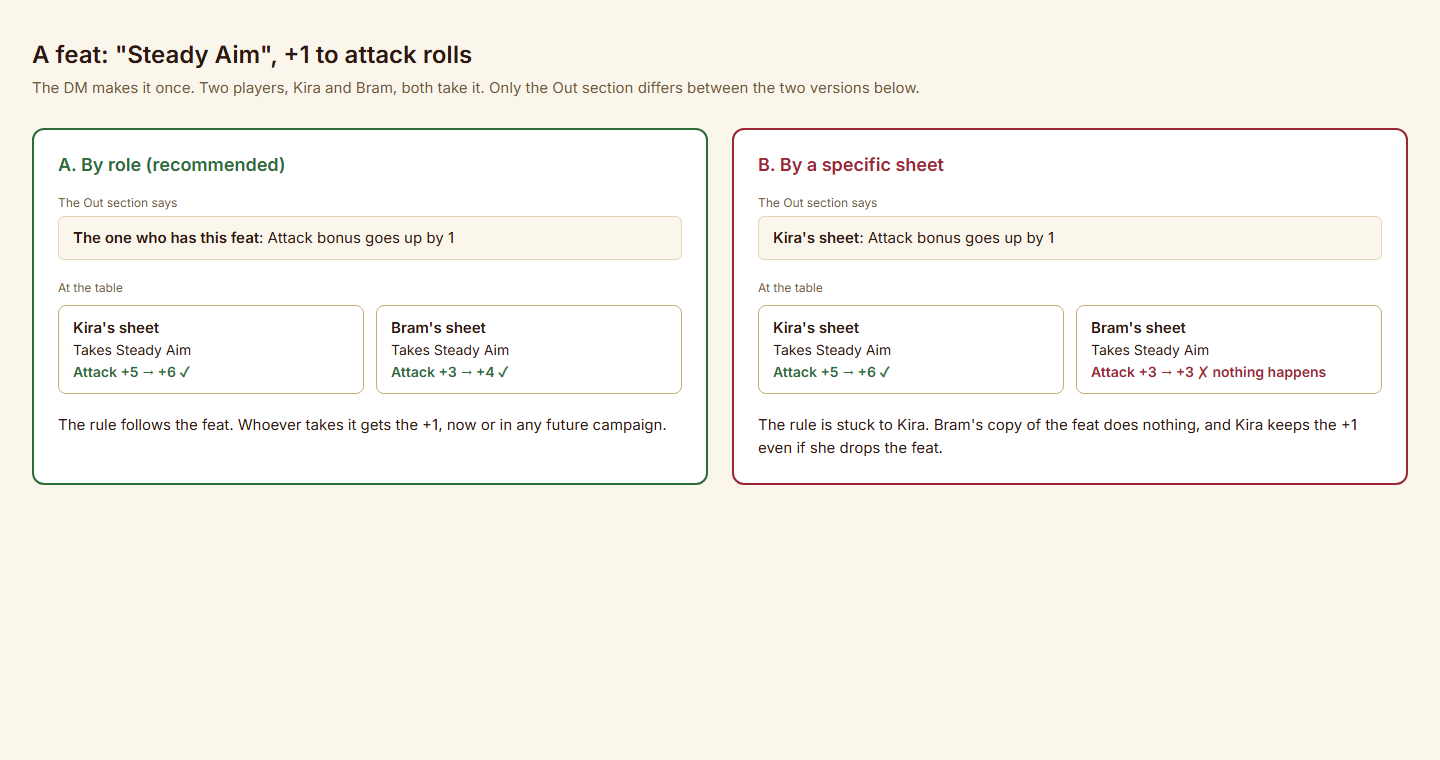 A feat: "Steady Aim", +1 to attack rolls
The DM makes it once. Two players, Kira and Bram, both take it. Only the Out section differs between the two versions below.
A. By role (recommended)
The Out section says
The one who has this feat: Attack bonus goes up by 1
At the table
Kira's sheet
Takes Steady Aim
Attack +5 → +6 ✓
Bram's sheet
Takes Steady Aim
Attack +3 → +4 ✓
The rule follows the feat. Whoever takes it gets the +1, now or in any future campaign.
B. By a specific sheet
The Out section says
Kira's sheet: Attack bonus goes up by 1
At the table
Kira's sheet
Takes Steady Aim
Attack +5 → +6 ✓
Bram's sheet
Takes Steady Aim
Attack +3 → +3 ✗ nothing happens
The rule is stuck to Kira. Bram's copy of the feat does nothing, and Kira keeps the +1
even if she drops the feat.